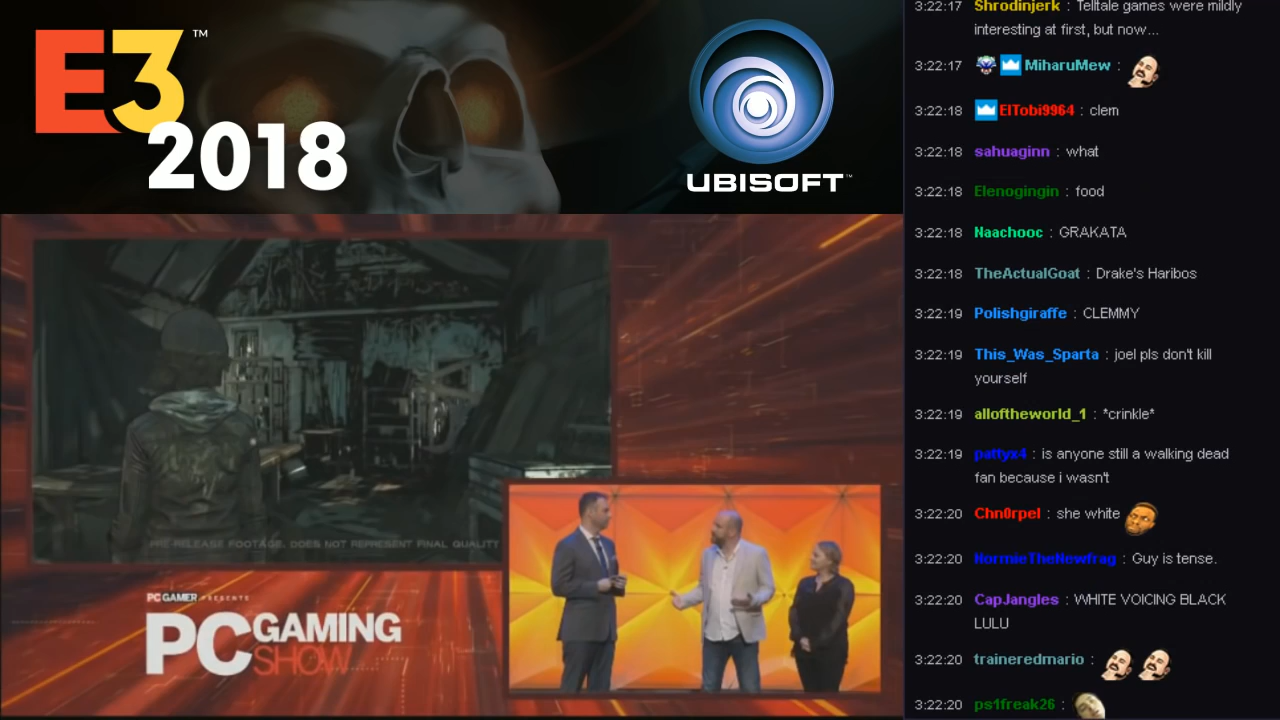 E3™
2018
UBISOFT™
PRE-RELEASE FOOTAGE. DOES NOT REPRESENT FINAL QUALITY
PC GAMER PRESENTS
PC GAMING
SHOW
3:22:17 Shrodinjerk : Telltale games were mildly
interesting at first, but now...
3:22:17 MiharuMew :
3:22:18 ElTobi9964 : clem
3:22:18 sahuaginn : what
3:22:18 Elenogingin : food
3:22:18 Naachooc : GRAKATA
3:22:18 TheActualGoat : Drake's Haribos
3:22:19 Polishgiraffe : CLEMMY
3:22:19 This_Was_Sparta : joel pls don't kill
yourself
3:22:19 alloftheworld_1 : *crinkle*
3:22:19 pattyx4 : is anyone still a walking dead
fan because i wasn't
3:22:20 Chn0rpel : she white
3:22:20 NormieTheNewfrag : Guy is tense.
3:22:20 CapJangles : WHITE VOICING BLACK
LULU
3:22:20 traineredmario :
3:22:20 ps1freak26 :